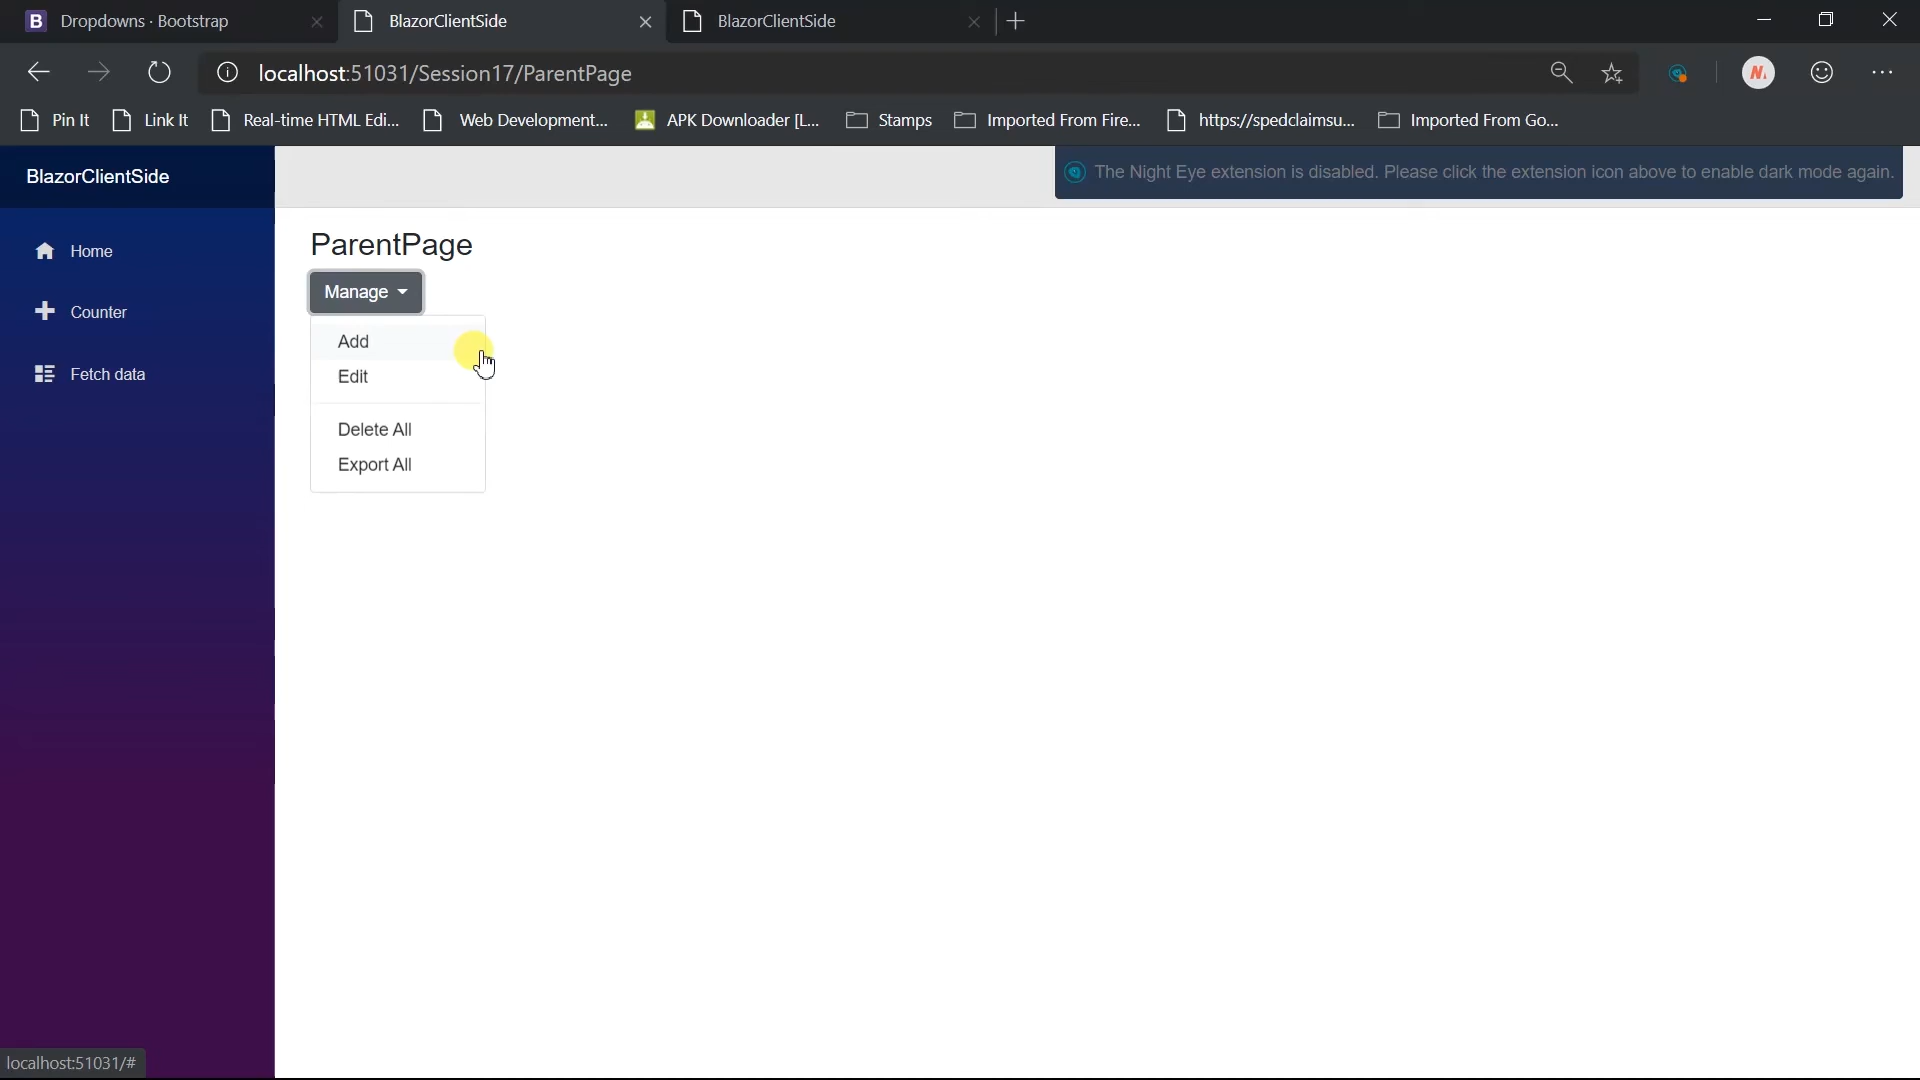 Dropdowns · Bootstrap
BlazorClientSide
BlazorClientSide
localhost:51031/Session17/ParentPage
Pin It
Link It
Real-time HTML Edi...
Web Development...
APK Downloader [L...
Stamps
Imported From Fire...
https://spedclaimsu...
Imported From Go...
BlazorClientSide
The Night Eye extension is disabled. Please click the extension icon above to enable dark mode again.
Home
Counter
Fetch data
ParentPage
Manage
Add
Edit
Delete All
Export All
localhost:51031/#